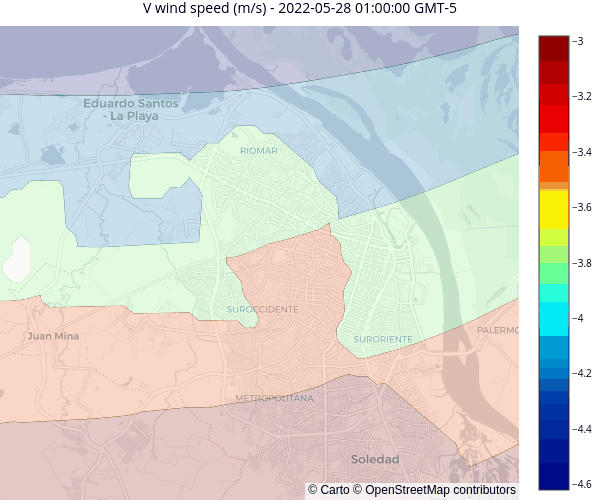 V wind speed (m/s) - 2022-05-28 01:00:00 GMT-5
Eduardo Santos
- La Playa
RIOMAR
SUROCCIDENTE
Juan Mina
SURORIENTE
PALERMO
METROPOLITANA
Soledad
© Carto © OpenStreetMap contributors
−3
−3.2
−3.4
−3.6
−3.8
−4
−4.2
−4.4
−4.6